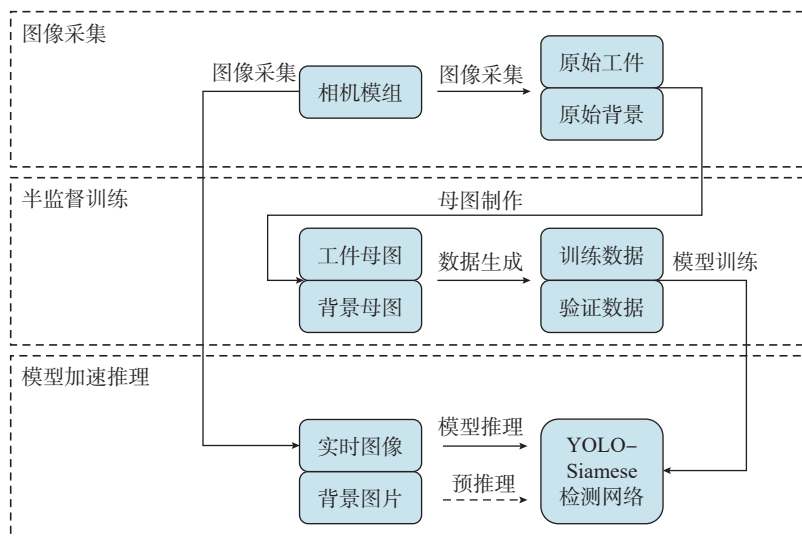 图像采集
图像采集
相机模组
图像采集
原始工件
原始背景
半监督训练
母图制作
工件母图
背景母图
数据生成
训练数据
验证数据
模型训练
模型加速推理
实时图像
背景图片
模型推理
预推理
YOLO−
Siamese
检测网络